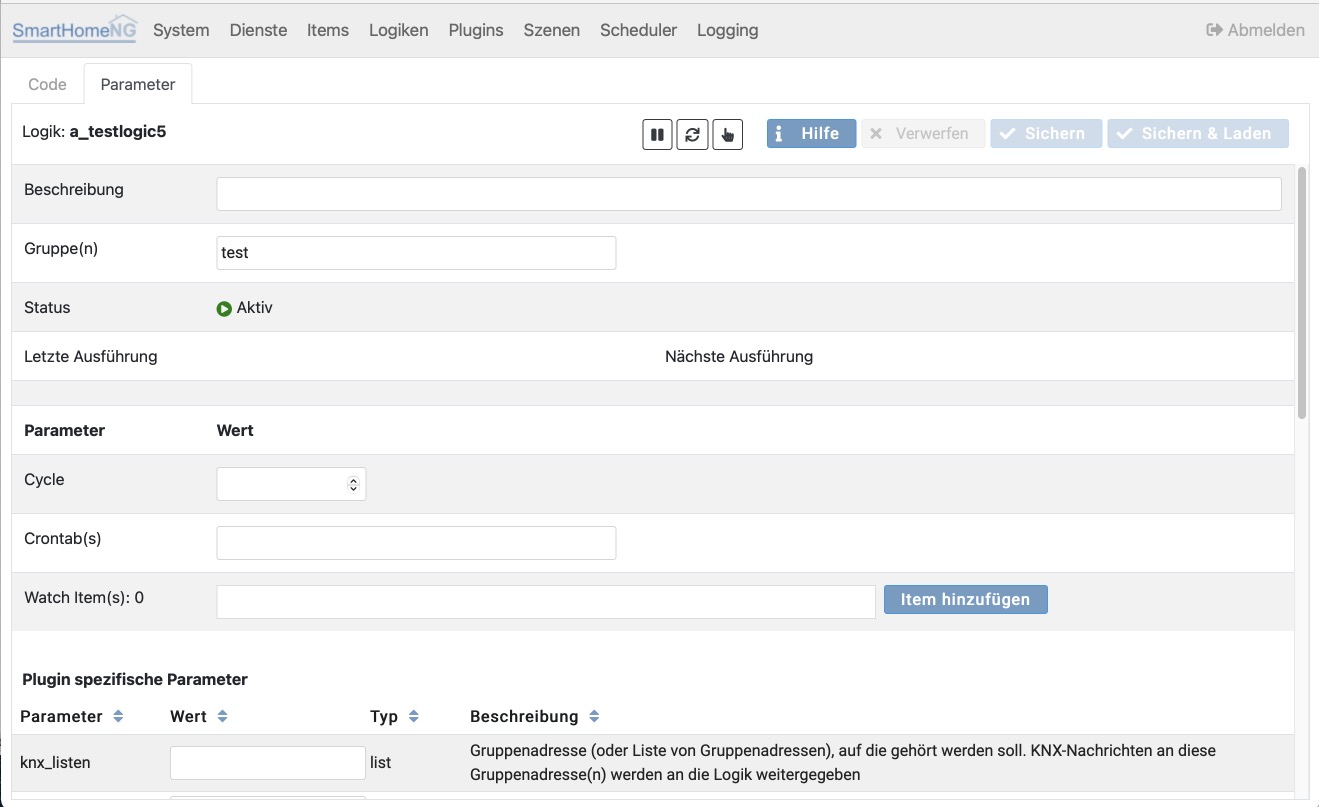 SmartHomeNG System Dienste Items Logiken Plugins Szenen Scheduler Logging Abmelden
Code Parameter
Logik: a_testlogic5 Hilfe Verwerfen Sichern Sichern & Laden
Beschreibung
Gruppe(n) test
Status Aktiv
Letzte Ausführung Nächste Ausführung
Parameter Wert
Cycle
Crontab(s)
Watch Item(s): 0 Item hinzufügen
Plugin spezifische Parameter
Parameter Wert Typ Beschreibung
knx_listen list Gruppenadresse (oder Liste von Gruppenadressen), auf die gehört werden soll. KNX-Nachrichten an diese
Gruppenadresse(n) werden an die Logik weitergegeben